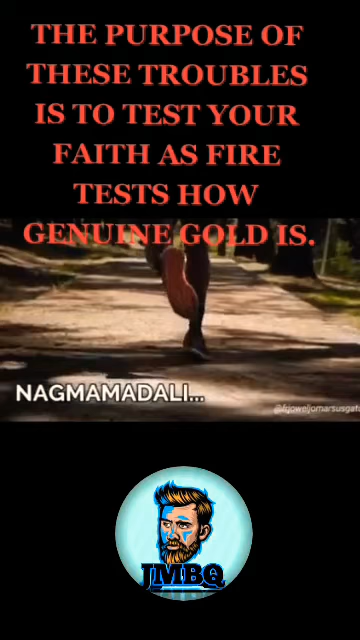 THE PURPOSE OF
THESE TROUBLES
IS TO TEST YOUR
FAITH AS FIRE
TESTS HOW
GENUINE GOLD IS.
NAGMAMADALI...
JMBQ